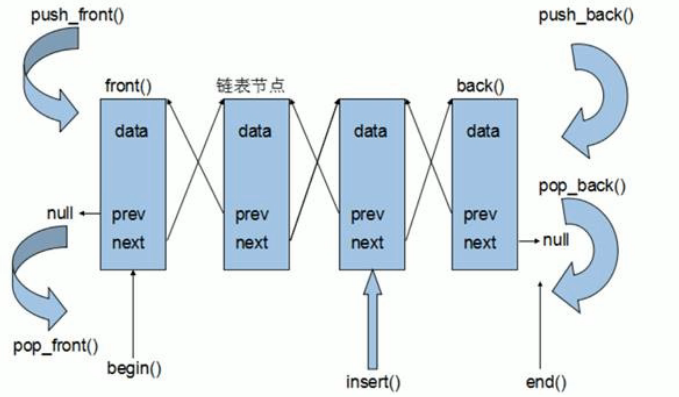 push_front()
push_back()
front()
链表节点
back()
data
data
data
data
pop_back()
null
prev
prev
prev
prev
next
next
next
next
null
pop_front()
begin()
insert()
end()